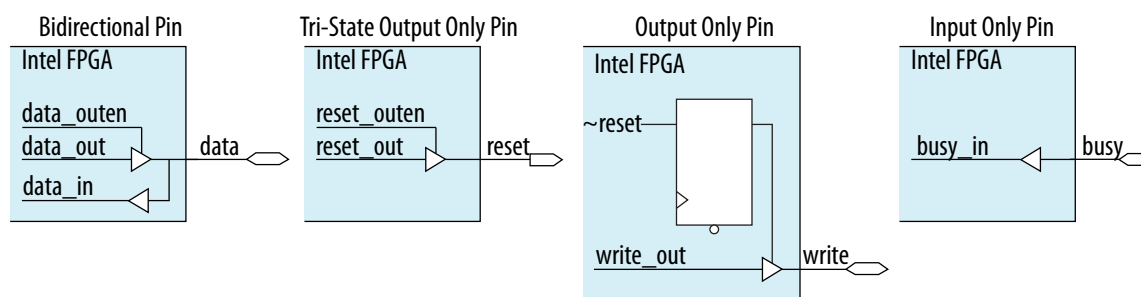 Bidirectional Pin
Intel FPGA
data_outen
data_out
data
data_in
Tri-State Output Only Pin
Intel FPGA
reset_outen
reset_out
reset
Output Only Pin
Intel FPGA
~reset
write_out
write
Input Only Pin
Intel FPGA
busy_in
busy